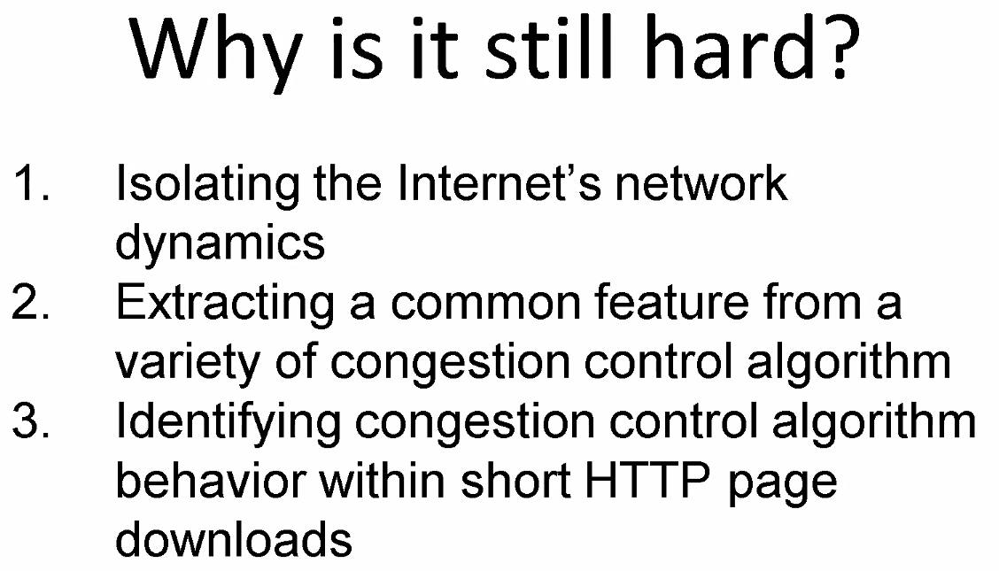 Why is it still hard?
1. Isolating the Internet’s network
dynamics
2. Extracting a common feature from a
variety of congestion control algorithm
3. Identifying congestion control algorithm
behavior within short HTTP page
downloads